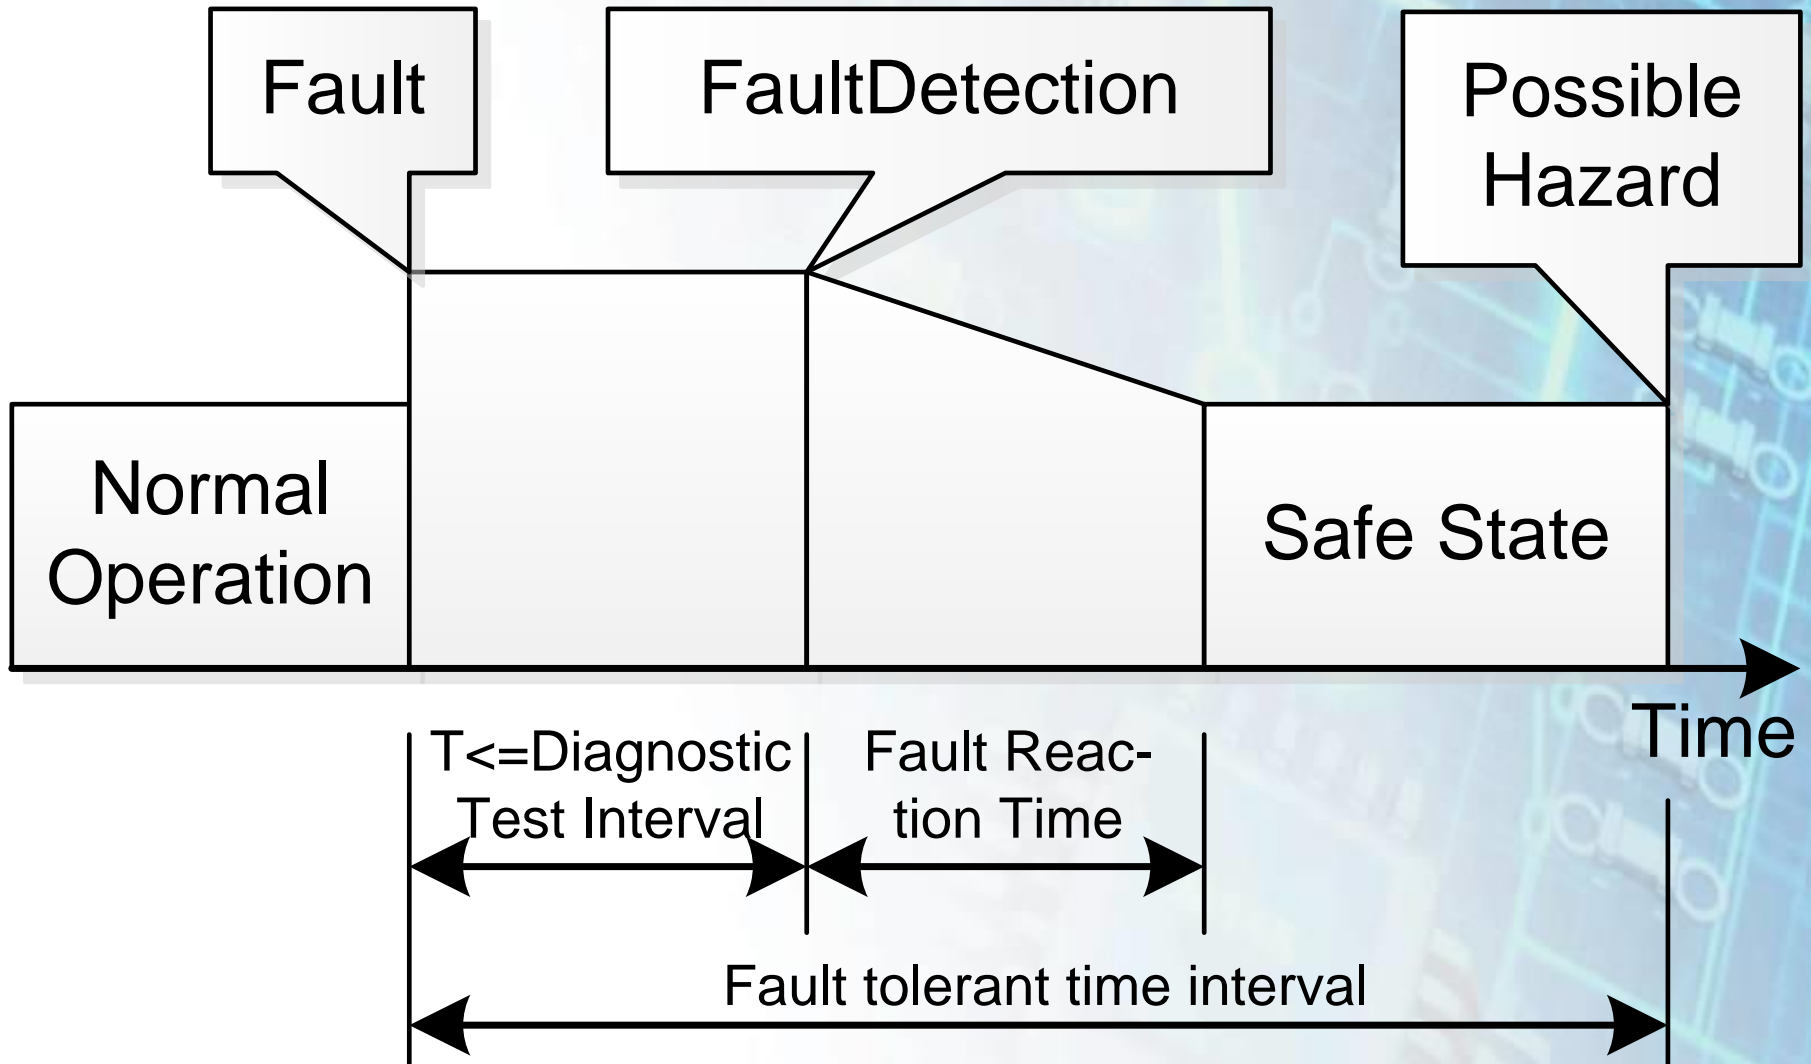 Fault
FaultDetection
Possible
Hazard
Normal
Operation
Safe State
Time
T<=Diagnostic
Test Interval
Fault Reac-
tion Time
Fault tolerant time interval